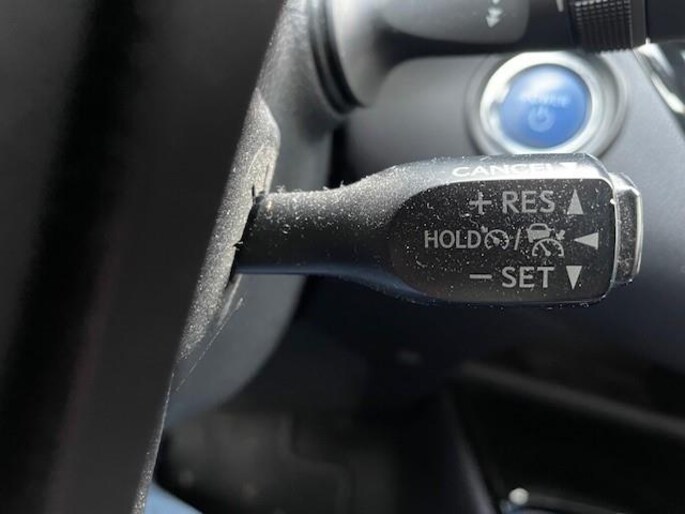 CANCEL
+ RES
HOLD /
− SET